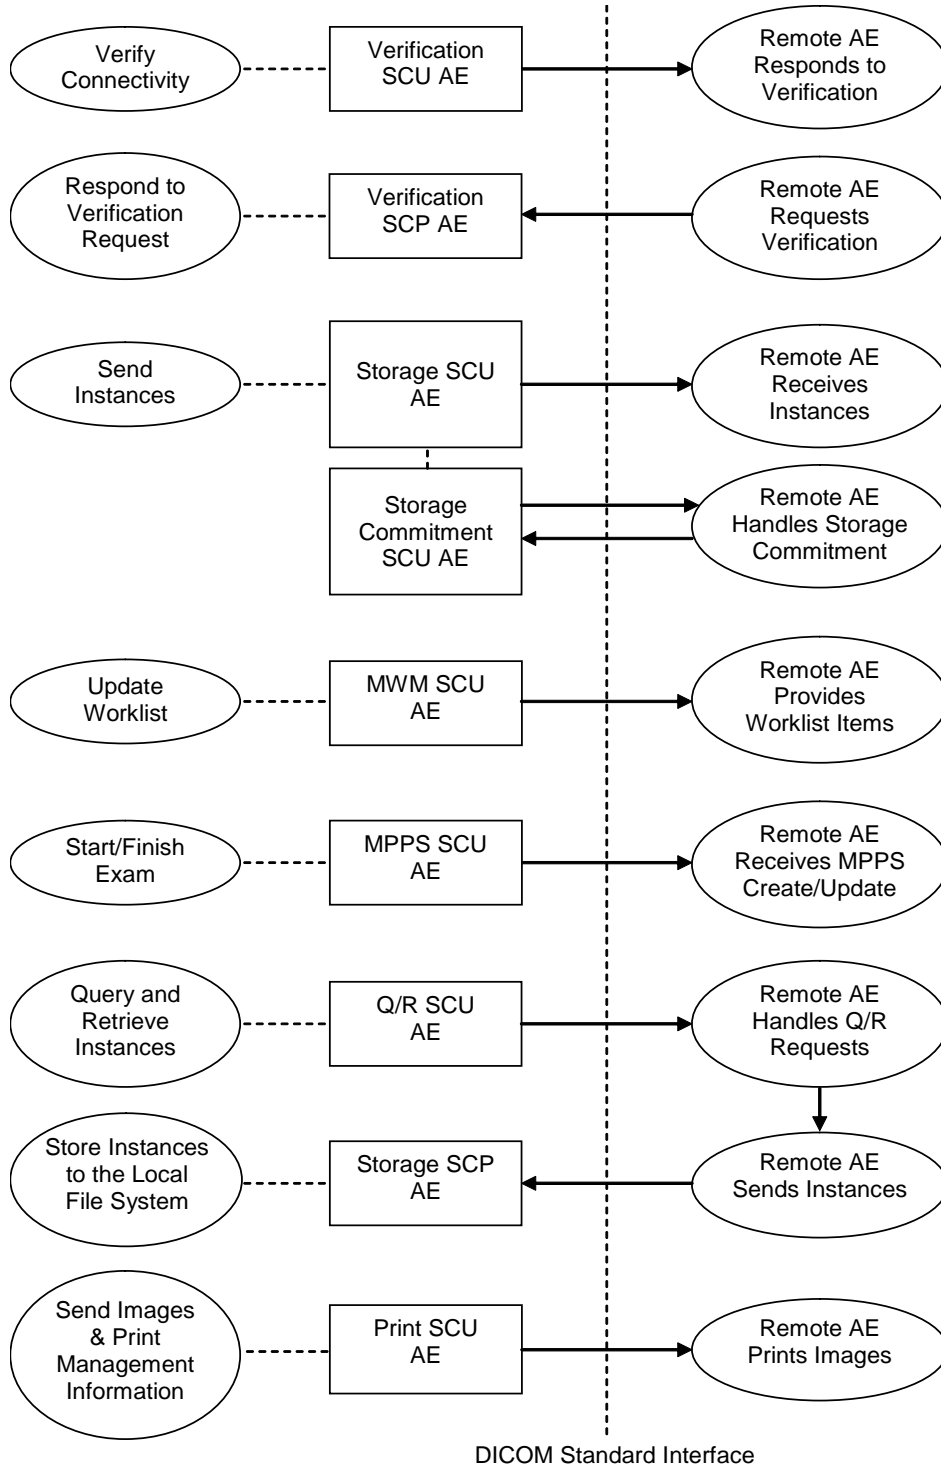 Verify
Connectivity
Verification
SCU AE
Remote AE
Responds to
Verification
Respond to
Verification
Request
Verification
SCP AE
Remote AE
Requests
Verification
Send
Instances
Storage SCU
AE
Remote AE
Receives
Instances
Storage
Commitment
SCU AE
Remote AE
Handles Storage
Commitment
Update
Worklist
MWM SCU
AE
Remote AE
Provides
Worklist Items
Start/Finish
Exam
MPPS SCU
AE
Remote AE
Receives MPPS
Create/Update
Query and
Retrieve
Instances
Q/R SCU
AE
Remote AE
Handles Q/R
Requests
Store Instances
to the Local
File System
Storage SCP
AE
Remote AE
Sends Instances
Send Images
& Print
Management
Information
Print SCU
AE
Remote AE
Prints Images
DICOM Standard Interface